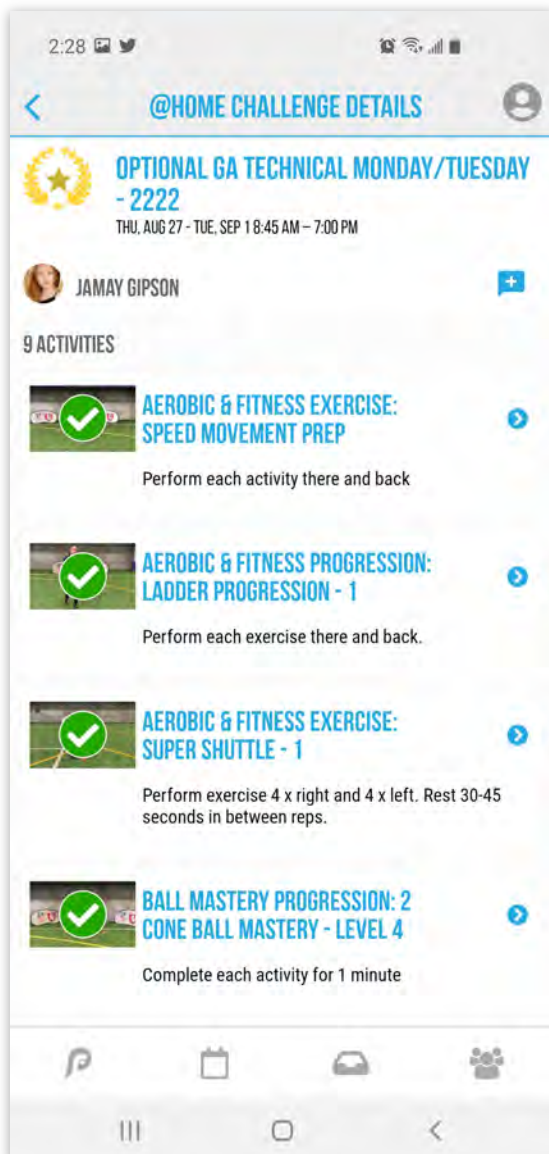 2:28
@HOME CHALLENGE DETAILS
OPTIONAL GA TECHNICAL MONDAY/TUESDAY
- 2222
THU, AUG 27 - TUE, SEP 1 8:45 AM – 7:00 PM
JAMAY GIPSON
9 ACTIVITIES
AEROBIC & FITNESS EXERCISE:
SPEED MOVEMENT PREP
Perform each activity there and back
AEROBIC & FITNESS PROGRESSION:
LADDER PROGRESSION - 1
Perform each exercise there and back.
AEROBIC & FITNESS EXERCISE:
SUPER SHUTTLE - 1
Perform exercise 4 x right and 4 x left. Rest 30-45
seconds in between reps.
BALL MASTERY PROGRESSION: 2
CONE BALL MASTERY - LEVEL 4
Complete each activity for 1 minute